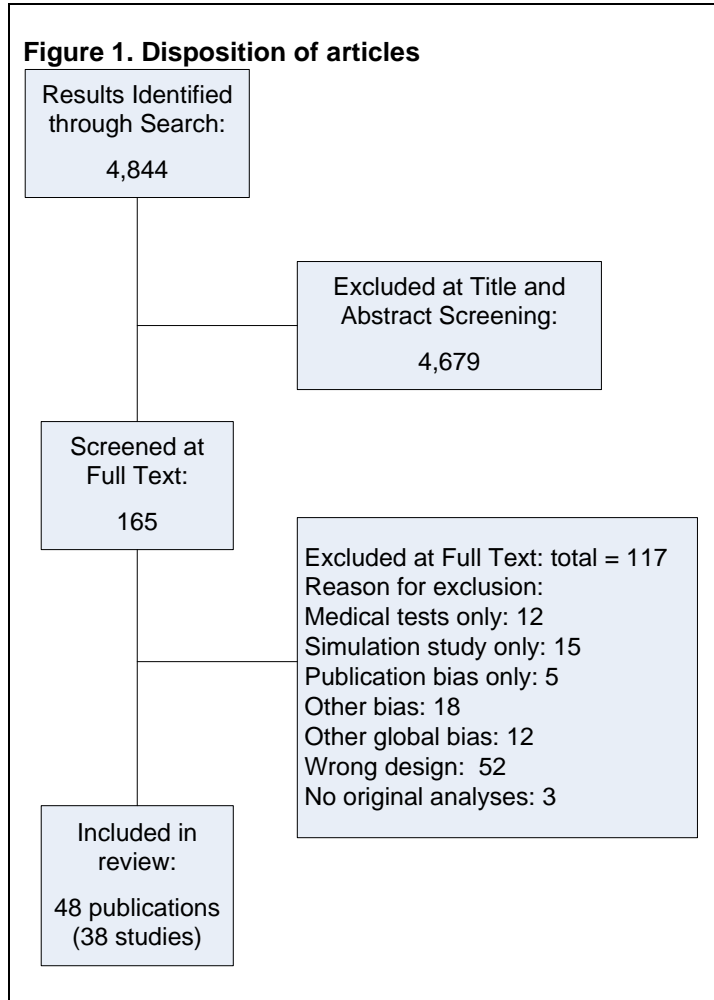 Figure 1. Disposition of articles
Results Identified
through Search:
4,844
Excluded at Title and
Abstract Screening:
4,679
Screened at
Full Text:
165
Excluded at Full Text: total = 117
Reason for exclusion:
Medical tests only: 12
Simulation study only: 15
Publication bias only: 5
Other bias: 18
Other global bias: 12
Wrong design:  52
No original analyses: 3
Included in
review:
48 publications
(38 studies)